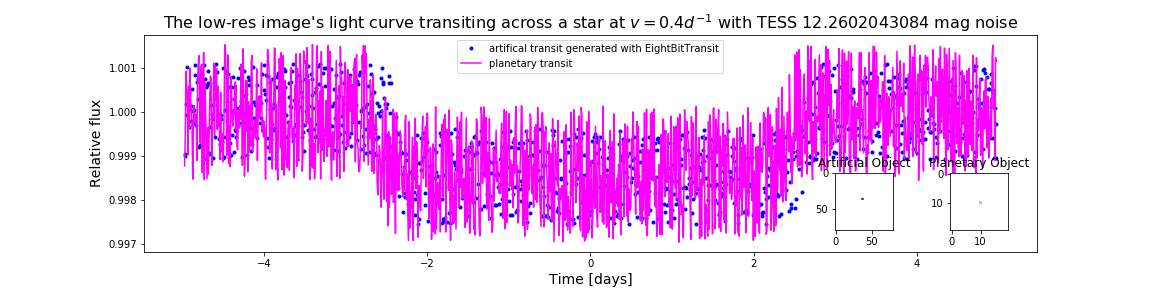 The low-res image's light curve transiting across a star at v = 0.4d⁻¹ with TESS 12.2602043084 mag noise
artifical transit generated with EightBitTransit
planetary transit
Relative flux
1.001
1.000
0.999
0.998
0.997
Artificial Object
0
50
0 50
Planetary Object
0
10
0 10
−4 −2 0 2 4
Time [days]